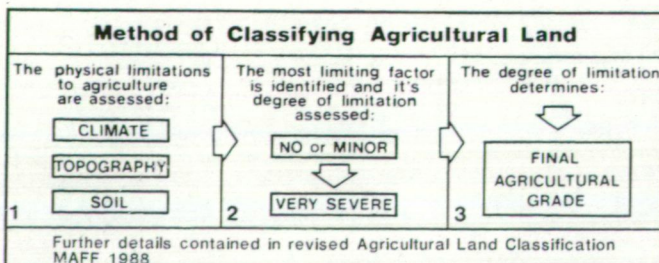 Method of Classifying Agricultural Land
The physical limitations
to agriculture
are assessed:
CLIMATE
TOPOGRAPHY
SOIL
1
The most limiting factor
is identified and it's
degree of limitation
assessed:
NO or MINOR
VERY SEVERE
2
The degree of limitation
determines:
FINAL
AGRICULTURAL
GRADE
3
Further details contained in revised Agricultural Land Classification
MAFF 1988